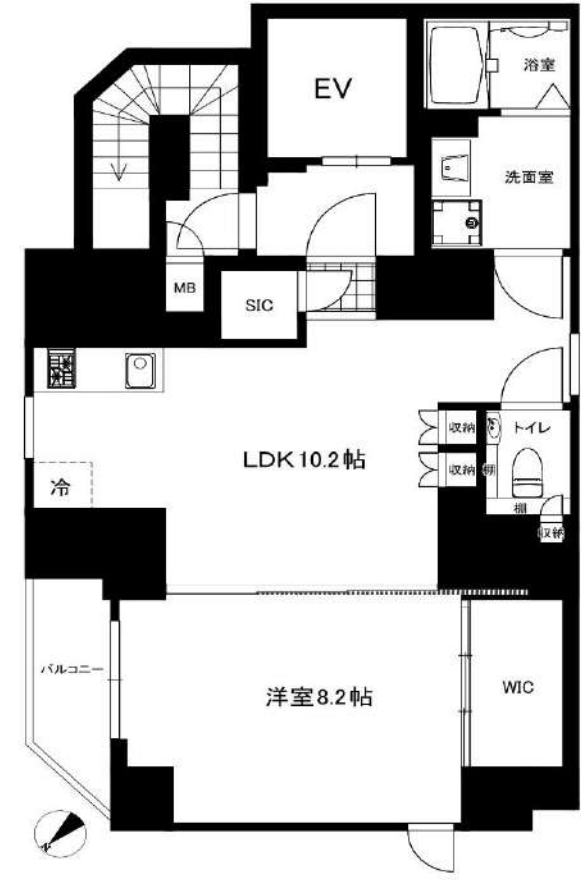 EV
浴室
洗面室
MB
SIC
収納
トイレ
LDK 10.2帖
収納
棚
冷
棚
収納
バルコニー
洋室8.2帖
WIC
N